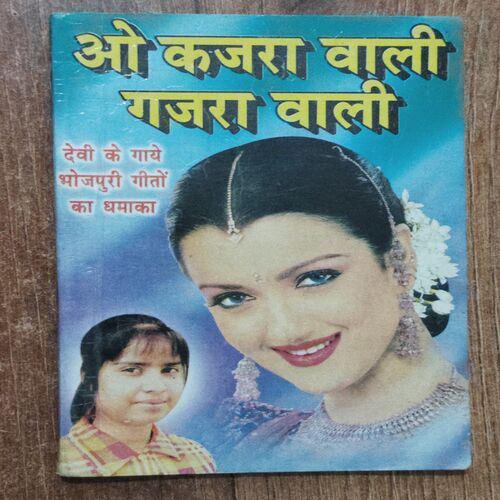 ओ कजरा वाली
गजरा वाली
देवी के गाये
भोजपुरी गीतों
का धमाका